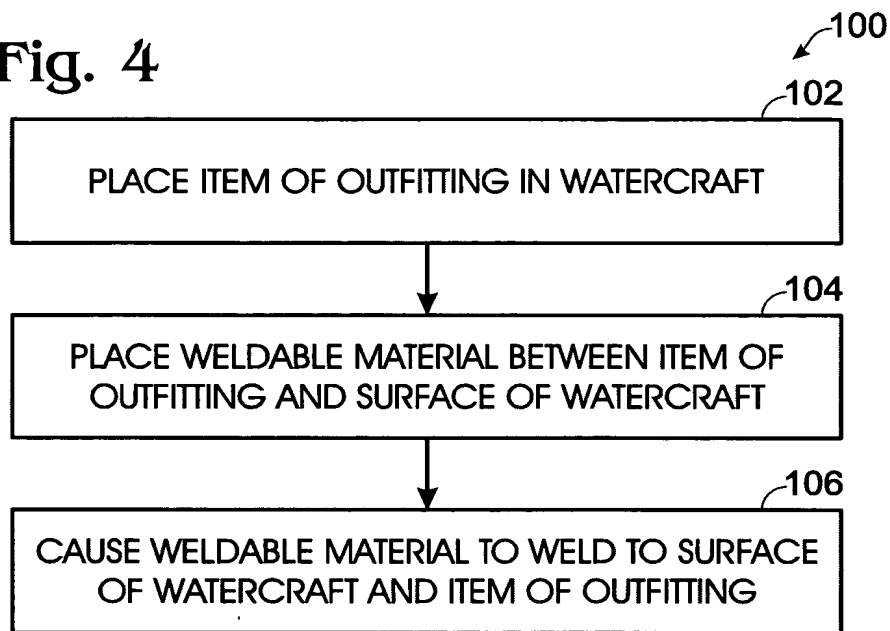 Fig. 4
100
102
PLACE ITEM OF OUTFITTING IN WATERCRAFT
104
PLACE WELDABLE MATERIAL BETWEEN ITEM OF
OUTFITTING AND SURFACE OF WATERCRAFT
106
CAUSE WELDABLE MATERIAL TO WELD TO SURFACE
OF WATERCRAFT AND ITEM OF OUTFITTING